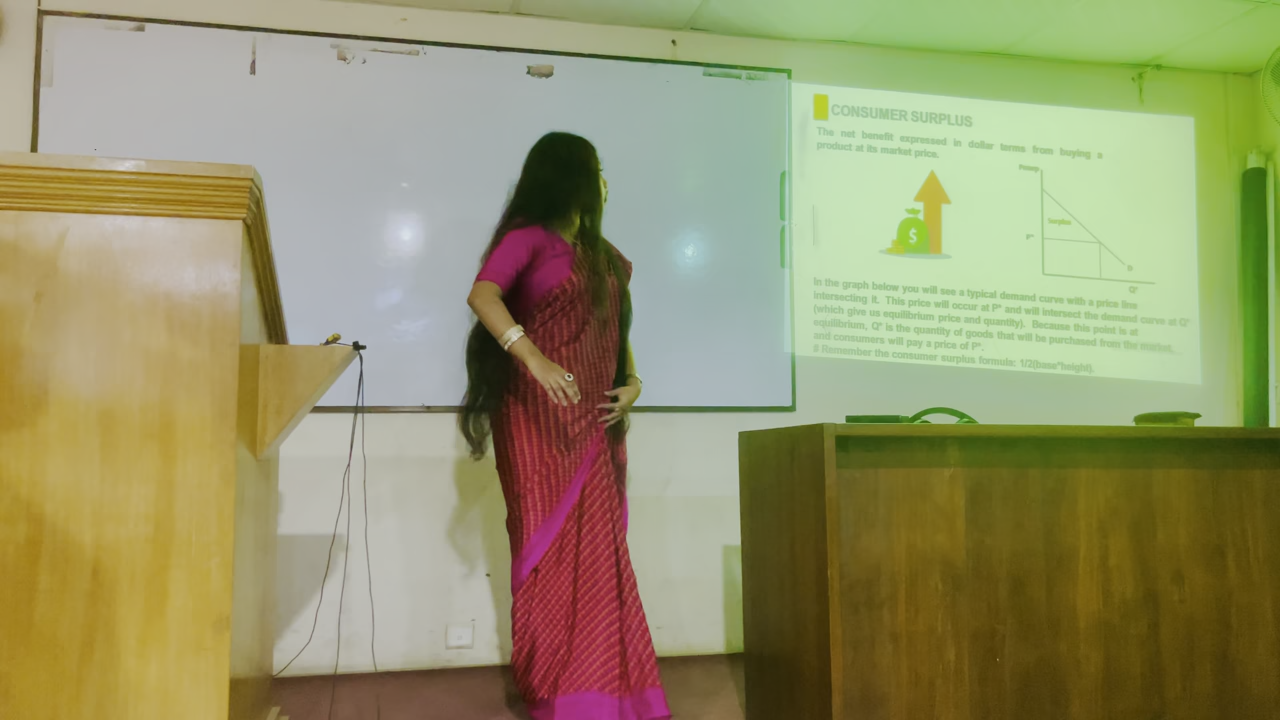 CONSUMER SURPLUS
The net benefit expressed in dollar terms from buying a
product at its market price.
$
Surplus
P*
D
Q*
In the graph below you will see a typical demand curve with a price line
intersecting it. This price will occur at P* and will intersect the demand curve at Q*
(which give us equilibrium price and quantity). Because this point is at
equilibrium, Q* is the quantity of goods that will be purchased from the market,
and consumers will pay a price of P*.
# Remember the consumer surplus formula: 1/2(base*height).